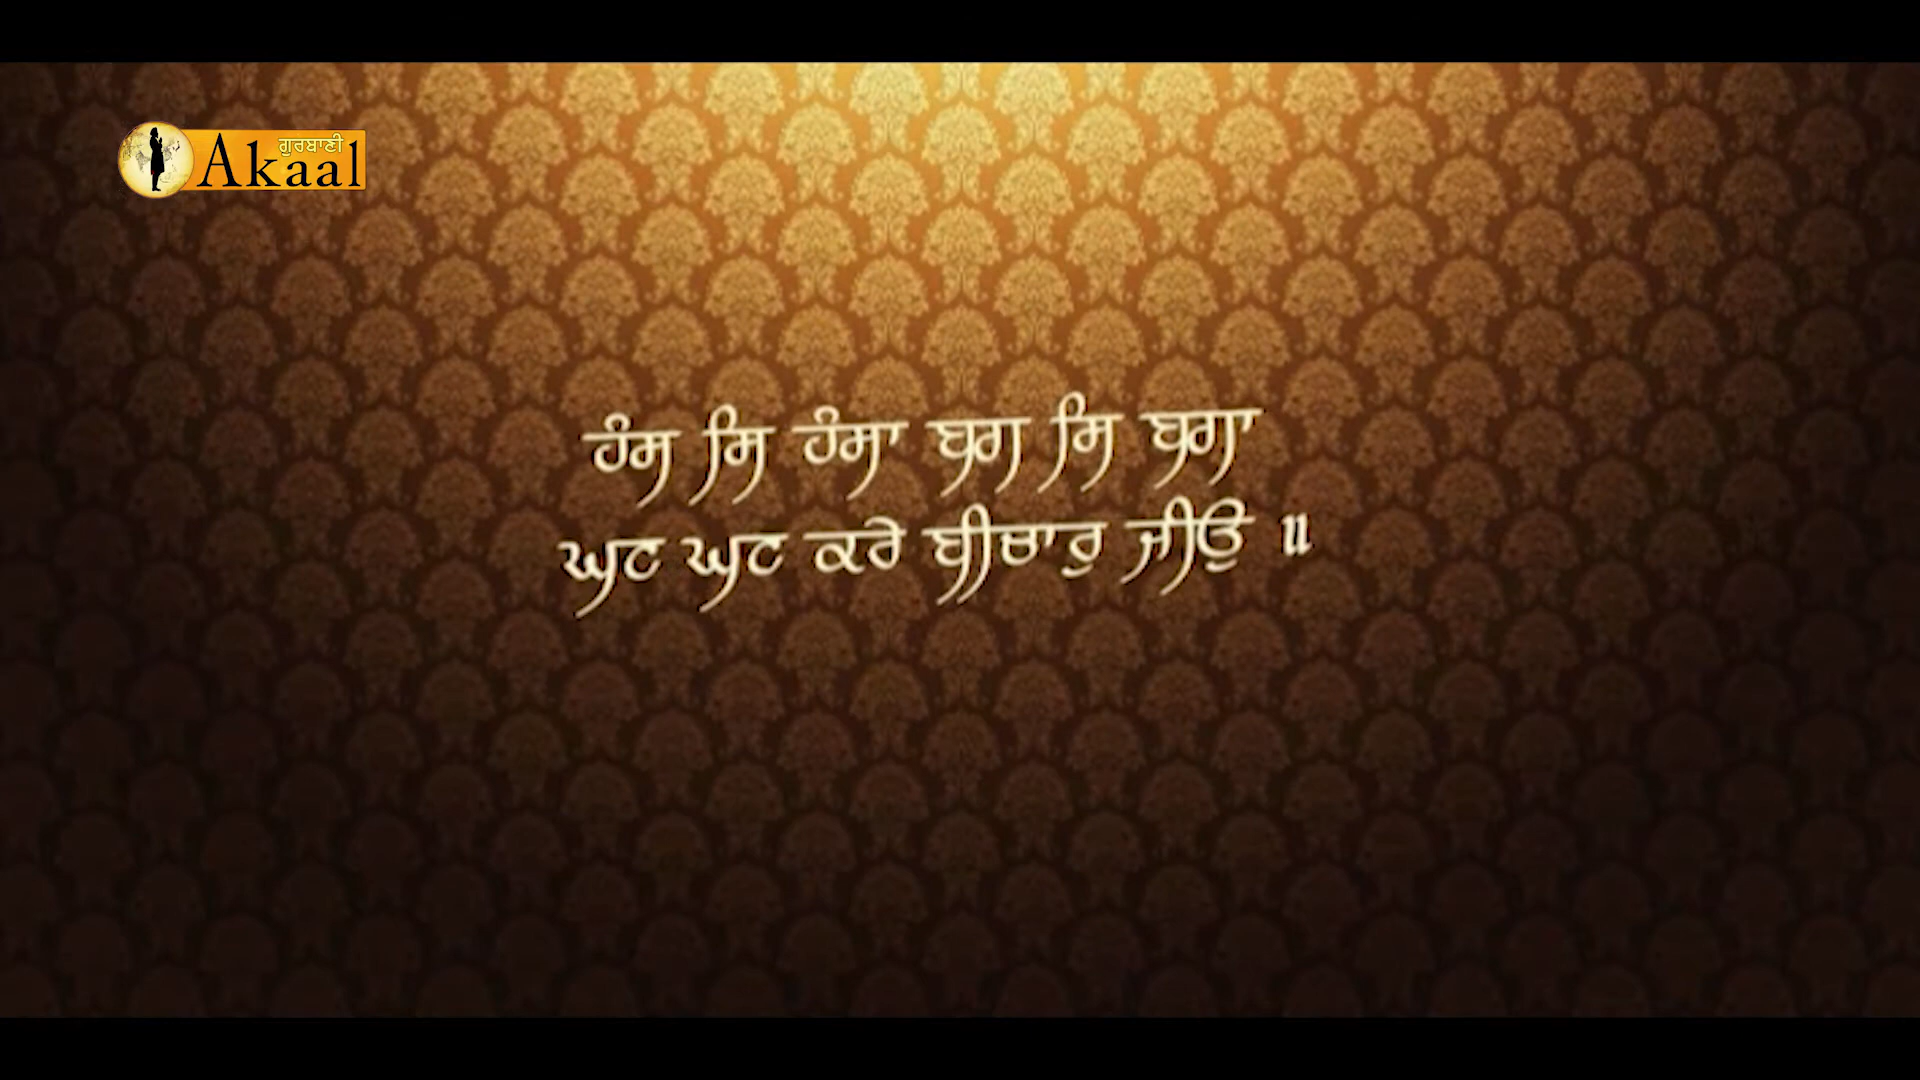 ਗੁਰਬਾਣੀ
Akaal
ਹੰਸ ਸਿ ਹੰਸਾ ਬਗ ਸਿ ਬਗਾ
ਘਟ ਘਟ ਕਰੇ ਬੀਚਾਰੁ ਜੀਉ ॥